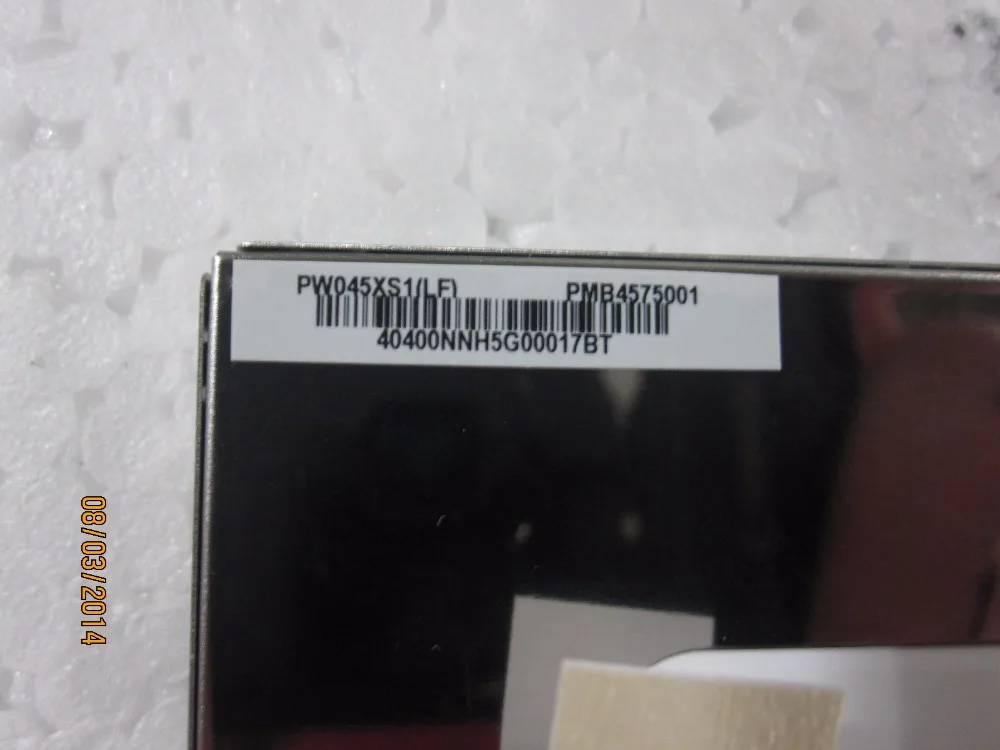 PW045XS1(LF) PMB4575001
40400NNH5G00017BT
08/03/2014